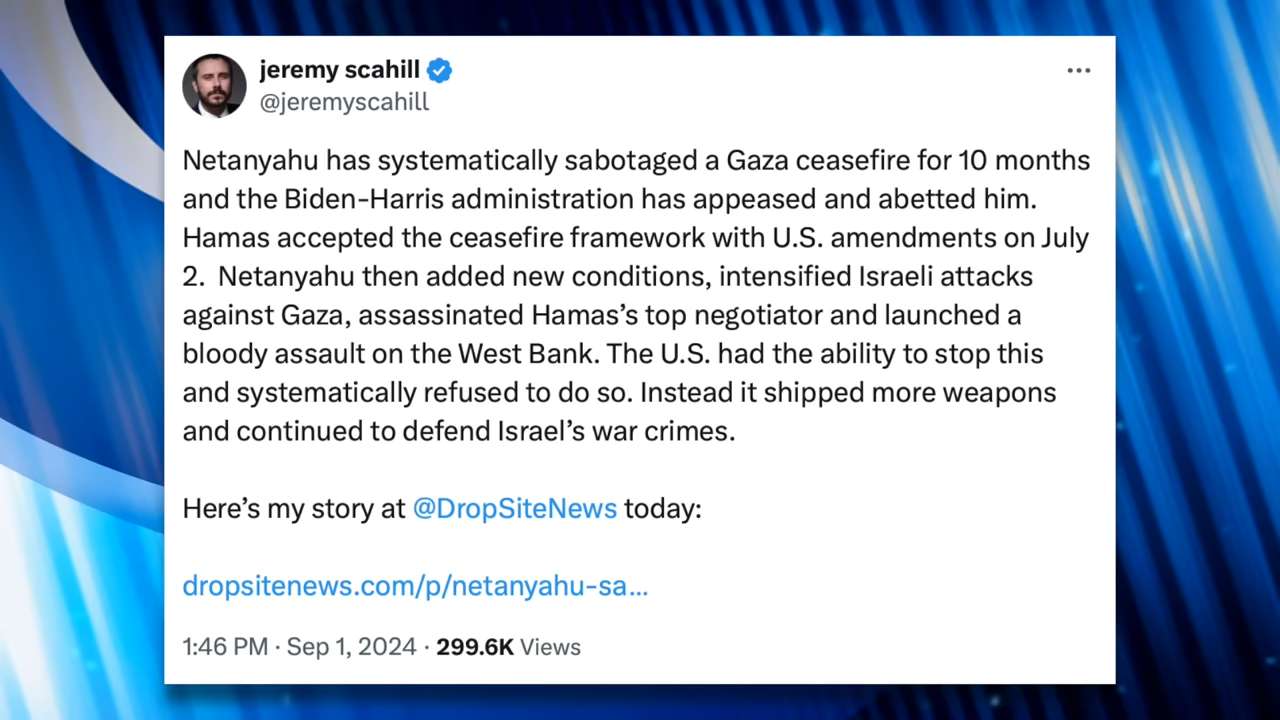 jeremy scahill
@jeremyscahill
Netanyahu has systematically sabotaged a Gaza ceasefire for 10 months
and the Biden-Harris administration has appeased and abetted him.
Hamas accepted the ceasefire framework with U.S. amendments on July
2.  Netanyahu then added new conditions, intensified Israeli attacks
against Gaza, assassinated Hamas’s top negotiator and launched a
bloody assault on the West Bank. The U.S. had the ability to stop this
and systematically refused to do so. Instead it shipped more weapons
and continued to defend Israel’s war crimes.
Here’s my story at @DropSiteNews today:
dropsitenews.com/p/netanyahu-sa...
1:46 PM · Sep 1, 2024 · 299.6K Views